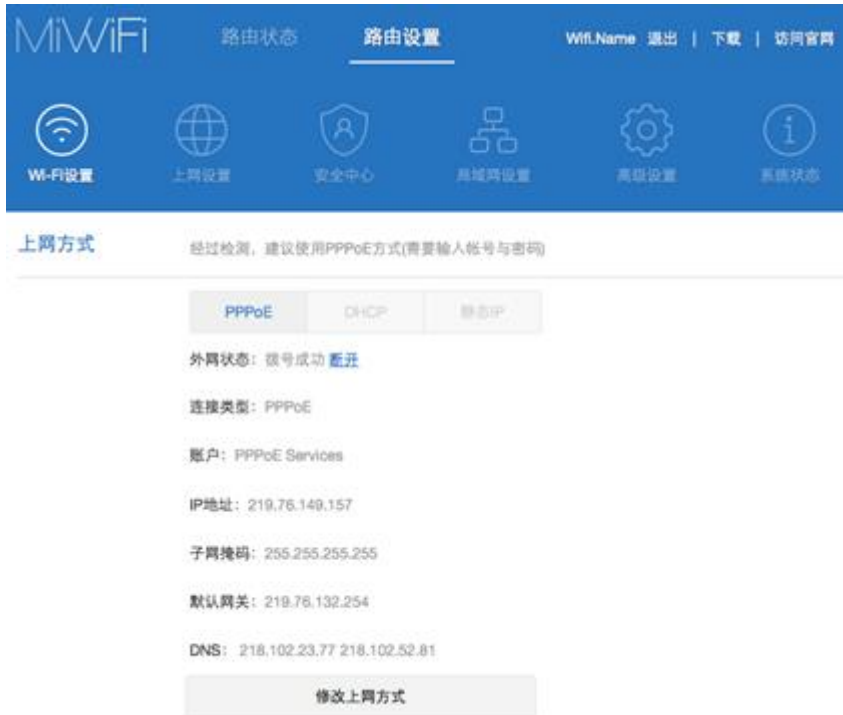 MiWiFi 路由状态 路由设置 Wifi.Name 退出 | 下载 | 访问官网
Wi-Fi设置 上网设置 安全中心 局域网设置 高级设置 系统状态
上网方式 经过检测，建议使用PPPoE方式(需要输入帐号与密码)
PPPoE DHCP 静态IP
外网状态：拨号成功 断开
连接类型：PPPoE
账户：PPPoE Services
IP地址：219.76.149.157
子网掩码：255.255.255.255
默认网关：219.76.132.254
DNS：218.102.23.77 218.102.52.81
修改上网方式